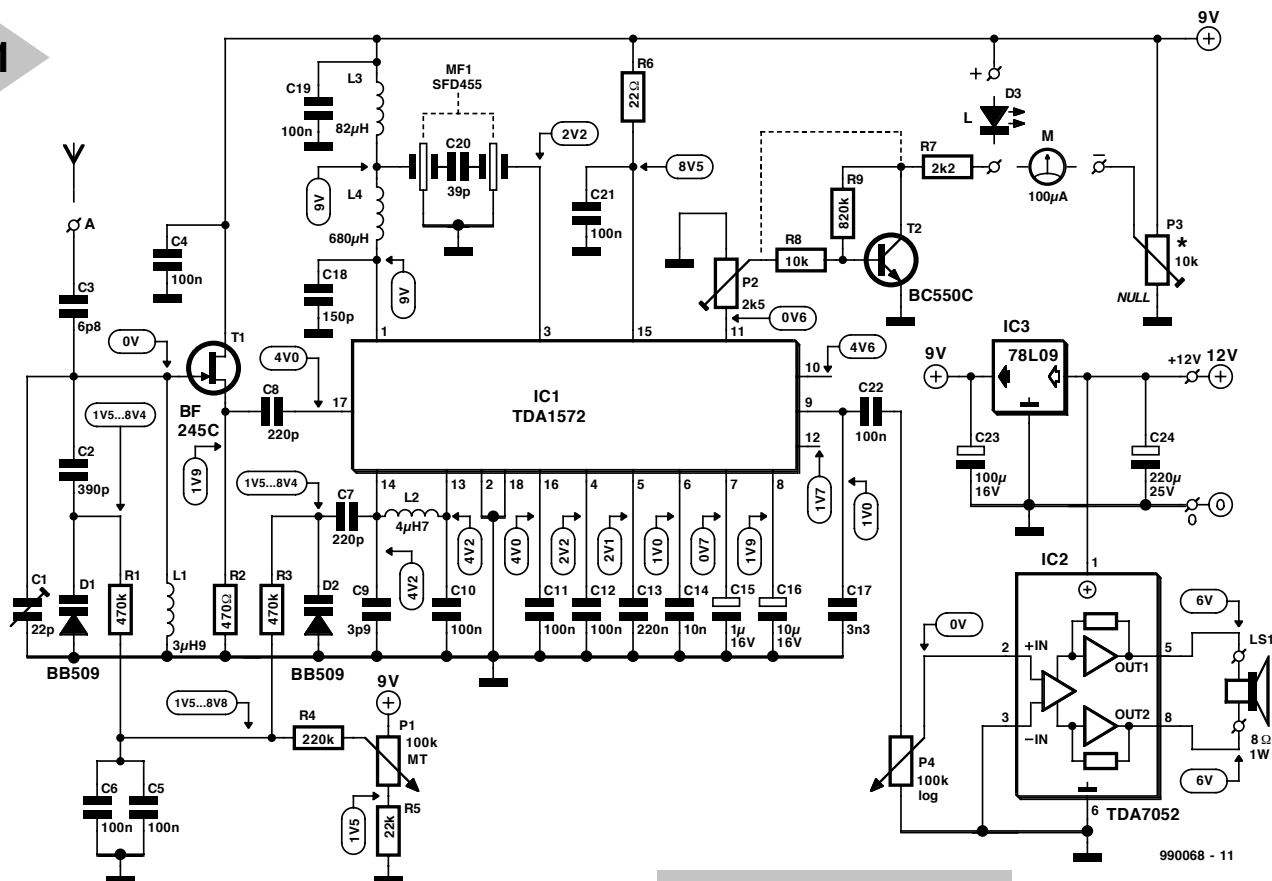 1
9V
MF1
SFD455
C19
100n
L3
82µH
C20
39p
2V2
R6
22Ω
8V5
C21
100n
+
D3
L
M
100µA
–
R7
2k2
R9
820k
T2
BC550C
R8
10k
P2
2k5
0V6
P3
*
10k
NULL
A
C4
100n
9V
L4
680µH
C18
150p
9V
C3
6p8
0V
T1
BF
245C
4V0
C8
220p
1
3
15
11
17
IC1
TDA1572
10
9
12
4V6
C22
100n
IC3
78L09
9V
+12V
12V
C23
100µ
16V
C24
220µ
25V
0
0
1V5...8V4
1V9
C2
390p
1V5...8V4
C7
220p
14
L2
4µH7
13
2
18
16
4
5
6
7
8
4V2
4V2
4V0
2V2
2V1
1V0
0V7
1V9
1V7
1V0
C1
22p
D1
BB509
R1
470k
L1
3µH9
R2
470Ω
R3
470k
D2
BB509
C9
3p9
C10
100n
C11
100n
C12
100n
C13
220n
C14
10n
C15
1µ
16V
C16
10µ
16V
C17
3n3
1V5...8V8
R4
220k
9V
P1
100k
MT
1V5
R5
22k
C6
100n
C5
100n
0V
P4
100k
log
IC2
1
2
+IN
3
–IN
OUT1
5
OUT2
8
6
TDA7052
6V
LS1
8Ω
1W
6V
990068 - 11